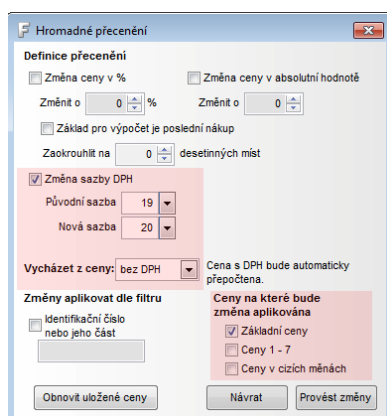 Hromadné přecenění
Definice přecenění
Změna ceny v % Změna ceny v absolutní hodnotě
Změnit o 0 % Změnit o 0
Základ pro výpočet je poslední nákup
Zaokrouhlit na 0 desetinných míst
Změna sazby DPH
Původní sazba 19
Nová sazba 20
Vycházet z ceny: bez DPH Cena s DPH bude automaticky
přepočtena.
Změny aplikovat dle filtru Ceny na které bude
změna aplikována
Identifikační číslo
nebo jeho část
Základní ceny
Ceny 1 - 7
Ceny v cizích měnách
Obnovit uložené ceny Návrat Provést změny